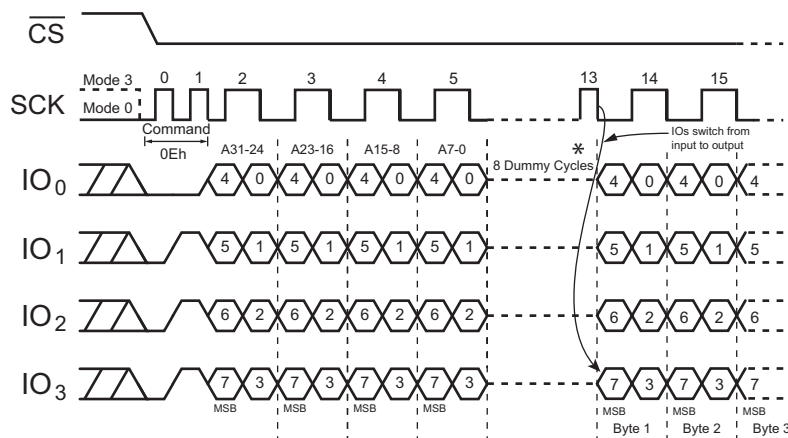 CS
Mode 3
Mode 0
SCK
0 1 2 3 4 5 13 14 15
Command
0Eh
A31-24 A23-16 A15-8 A7-0
*
8 Dummy Cycles
IOs switch from
input to output
IO0 4 0 4 0 4 0 4 0 4 0 4 0 4
IO1 5 1 5 1 5 1 5 1 5 1 5 1 5
IO2 6 2 6 2 6 2 6 2 6 2 6 2 6
IO3 7 3 7 3 7 3 7 3 7 3 7 3 7
MSB MSB MSB MSB MSB MSB MSB
Byte 1 Byte 2 Byte 3